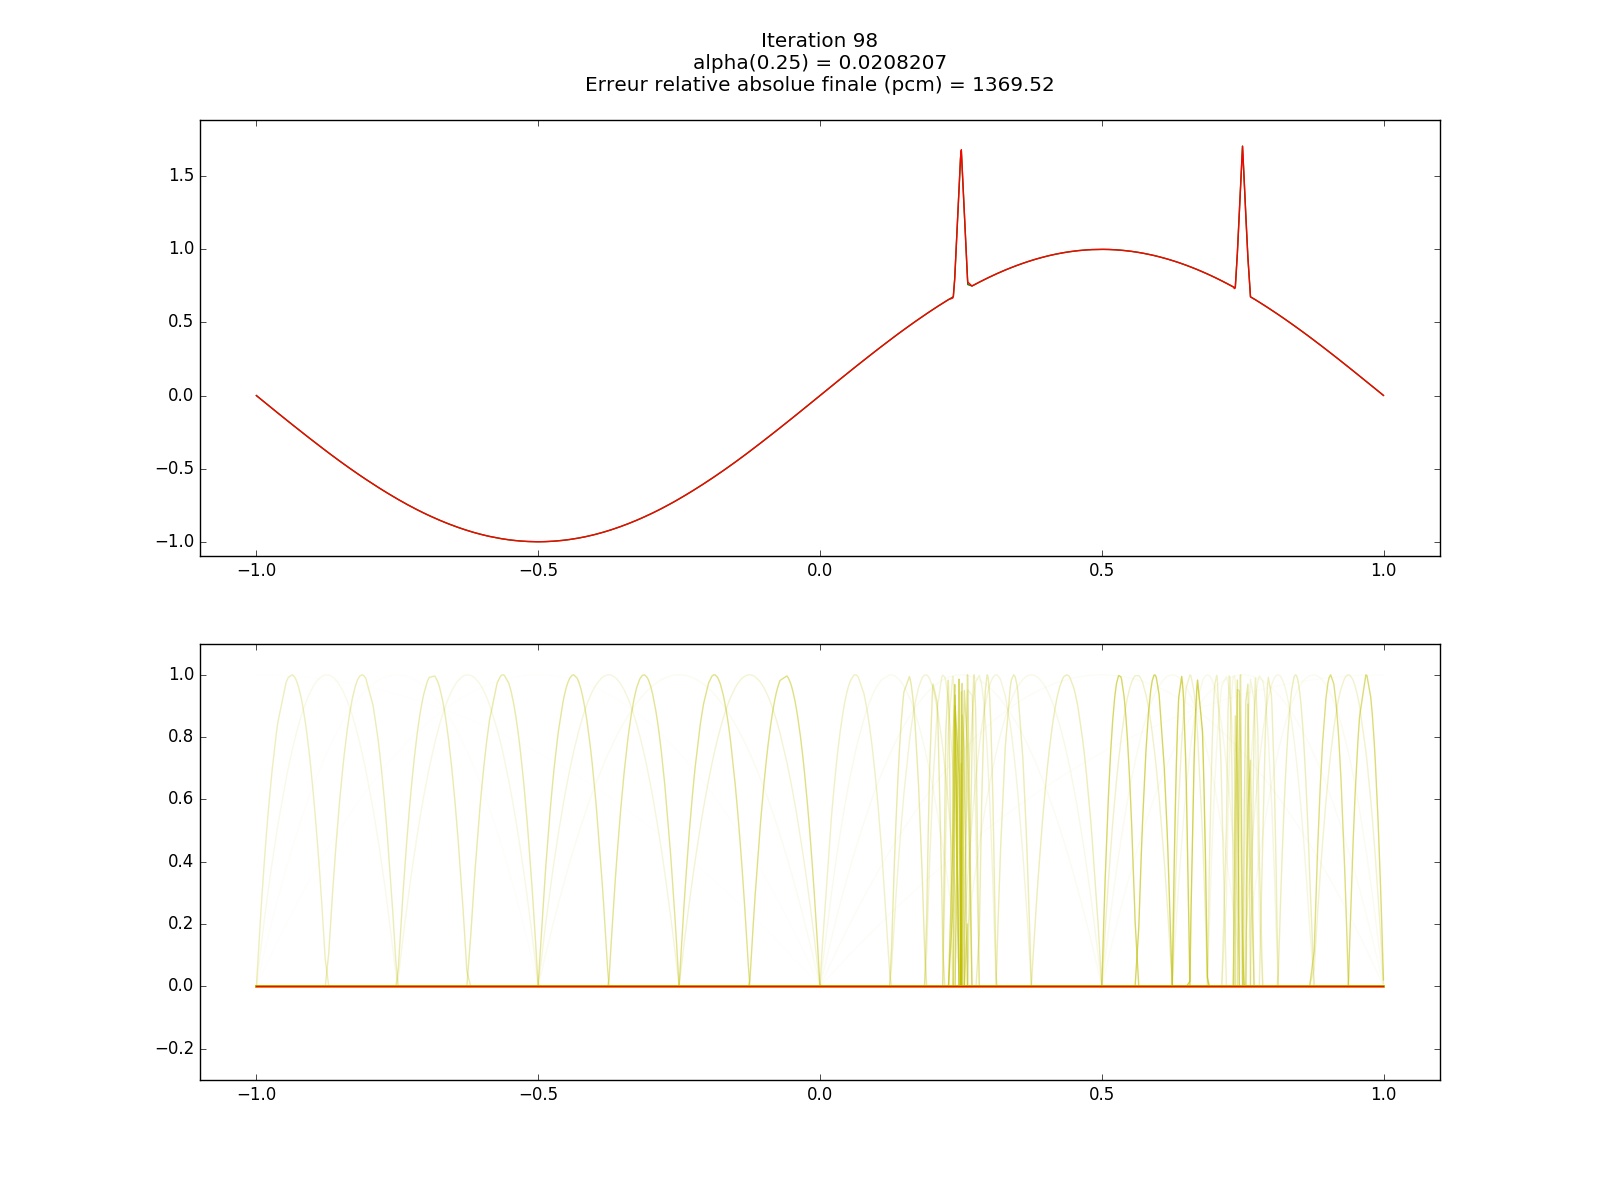 Iteration 98
alpha(0.25) = 0.0208207
Erreur relative absolue finale (pcm) = 1369.52
1.5
1.0
0.5
0.0
−0.5
−1.0
−1.0 −0.5 0.0 0.5 1.0
1.0
0.8
0.6
0.4
0.2
0.0
−0.2
−1.0 −0.5 0.0 0.5 1.0